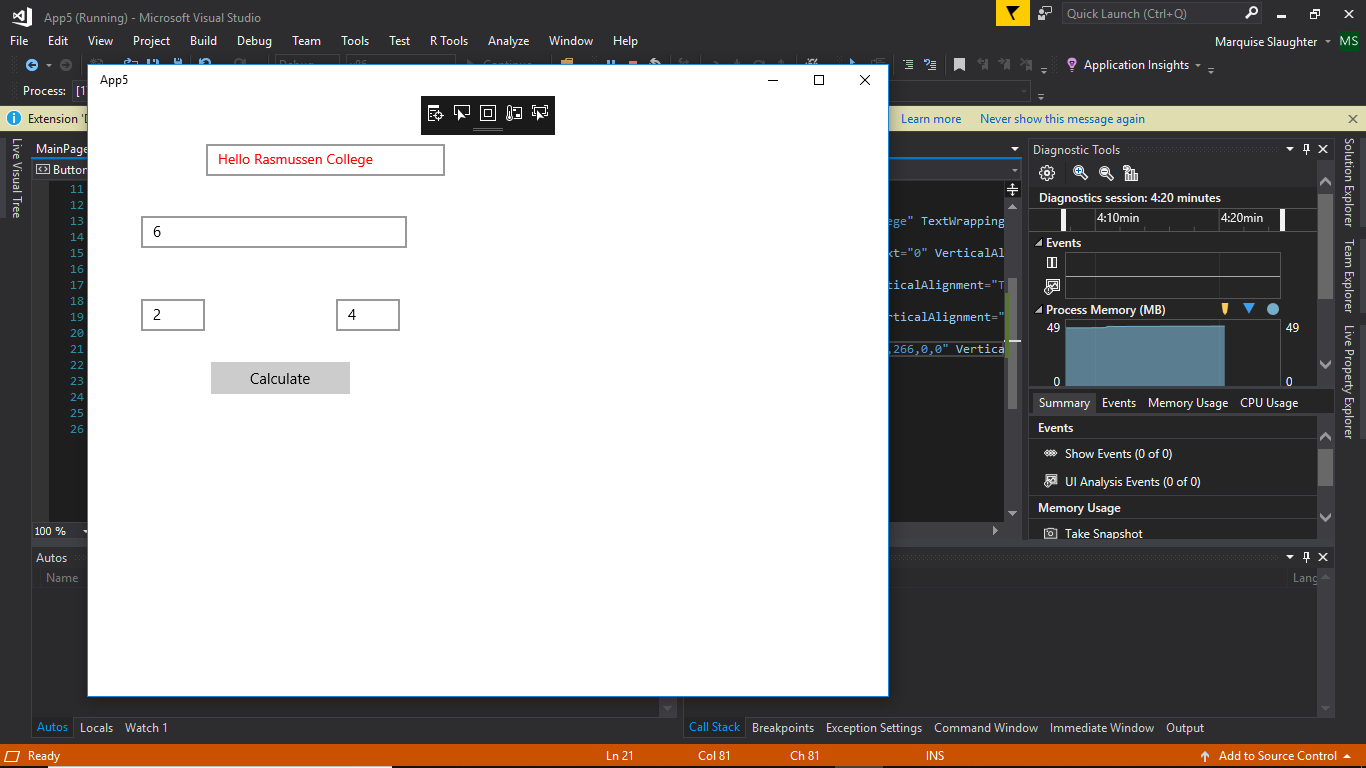 App5 (Running) - Microsoft Visual Studio
Quick Launch (Ctrl+Q)
File Edit View Project Build Debug Team Tools Test R Tools Analyze Window Help
Marquise Slaughter MS
Application Insights
Process:
App5
Extension
Learn more Never show this message again
Live Visual Tree
MainPage
Button
Hello Rasmussen College
6
2 4
Calculate
11
12
13
14
15
16
17
18
19
20
21
22
23
24
25
26
ege" TextWrapping
xt="0" VerticalAl
ticalAlignment="T
rticalAlignment="
,266,0,0" Vertica
100 %
Diagnostic Tools
Diagnostics session: 4:20 minutes
4:10min 4:20min
Events
Process Memory (MB)
49 49
0 0
Summary Events Memory Usage CPU Usage
Events
Show Events (0 of 0)
UI Analysis Events (0 of 0)
Memory Usage
Take Snapshot
Solution Explorer
Team Explorer
Live Property Explorer
Autos
Name
Lang
Autos Locals Watch 1
Call Stack Breakpoints Exception Settings Command Window Immediate Window Output
Ready Ln 21 Col 81 Ch 81 INS Add to Source Control